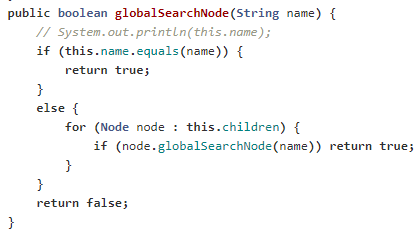 public boolean globalSearchNode(String name) {
    // System.out.println(this.name);
    if (this.name.equals(name)) {
        return true;
    }
    else {
        for (Node node : this.children) {
            if (node.globalSearchNode(name)) return true;
        }
    }
    return false;
}